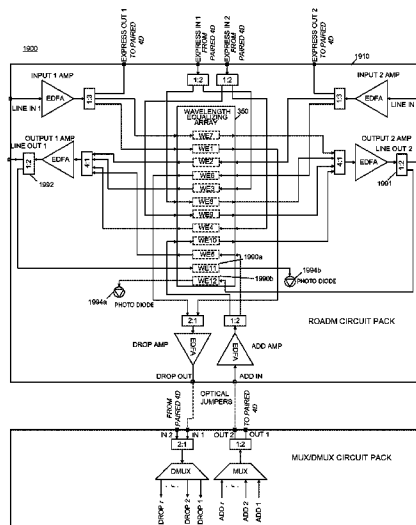 1900
EXPRESS OUT 1
TO PAIRED 4D
EXPRESS IN 1
FROM
PAIRED 4D
EXPRESS IN 2
FROM
PAIRED 4D
EXPRESS OUT 2
TO PAIRED 4D
1910
INPUT 1 AMP
EDFA
LINE IN 1
1:3
1:2
1:2
INPUT 2 AMP
EDFA
LINE IN 2
1:3
WAVELENGTH
EQUALIZING
ARRAY
350
OUTPUT 1 AMP
LINE OUT 1
EDFA
1:2
4:1
1992
OUTPUT 2 AMP
LINE OUT 2
EDFA
4:1
1:2
1991
WE7
WE1
WE2
WE6
WE3
WE5
WE9
WE4
WE10
WE8
WE11
WE12
1990a
1990b
1994a
PHOTO DIODE
1994b
PHOTO DIODE
2:1
1:2
DROP AMP
EDFA
EDFA
ADD AMP
ROADM CIRCUIT PACK
DROP OUT
ADD IN
OPTICAL
JUMPERS
FROM
PAIRED 4D
TO PAIRED
4D
IN 2
IN 1
OUT 2
OUT 1
2:1
1:2
DMUX
MUX
MUX/DMUX CIRCUIT PACK
DROP r
DROP 2
DROP 1
ADD r
ADD 2
ADD 1